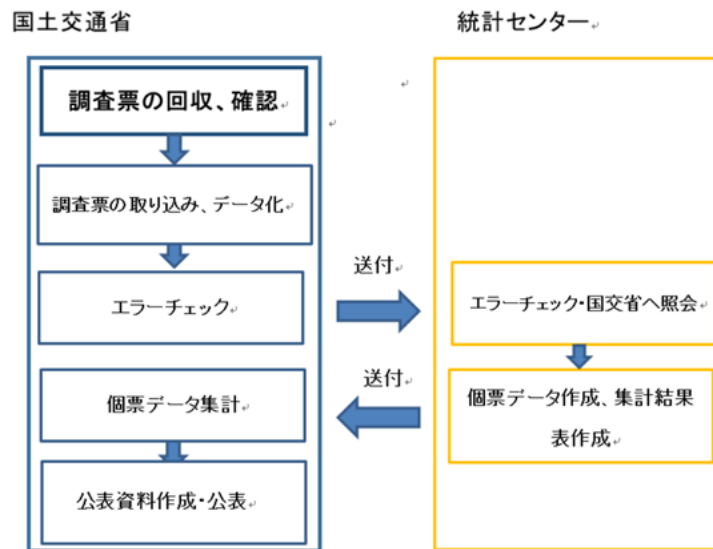 国土交通省
統計センター
調査票の回収、確認
調査票の取り込み、データ化
エラーチェック
送付
エラーチェック・国交省へ照会
送付
個票データ作成、集計結果
表作成
個票データ集計
公表資料作成・公表